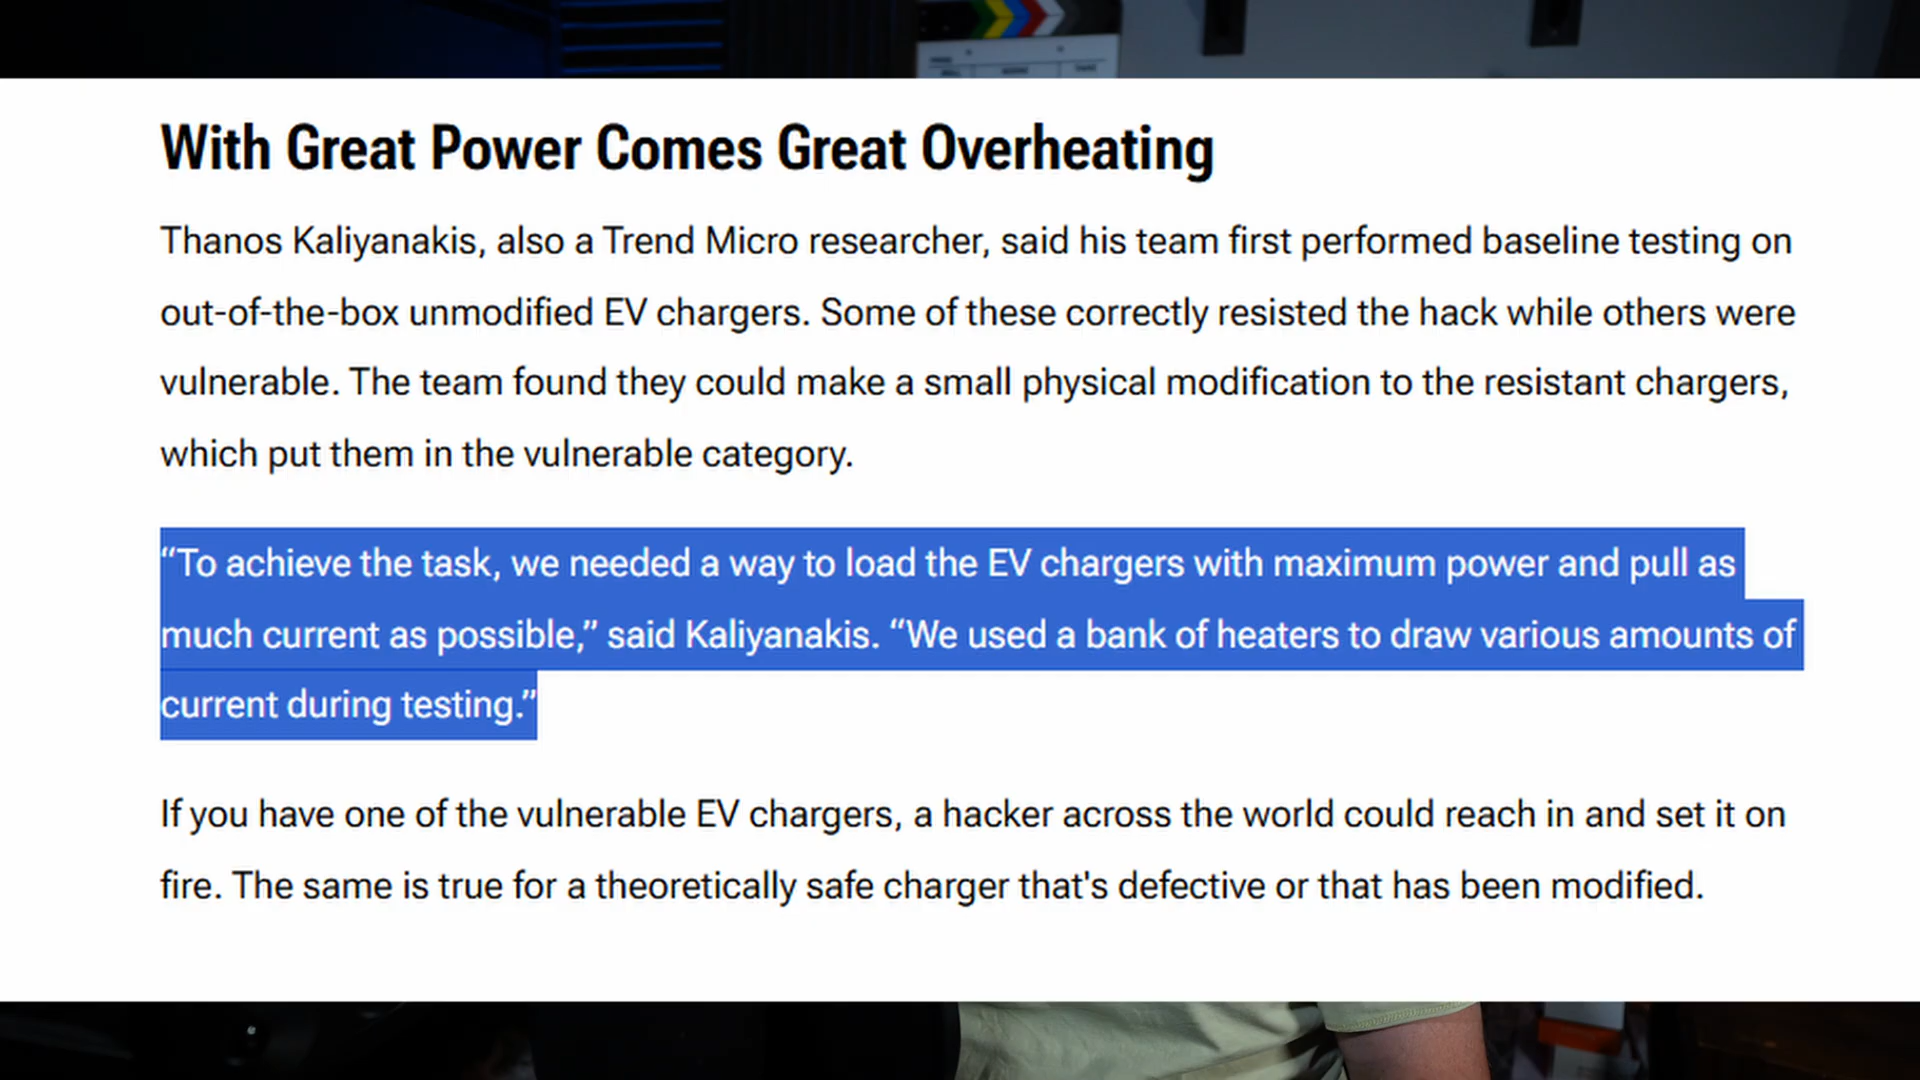 With Great Power Comes Great Overheating
Thanos Kaliyanakis, also a Trend Micro researcher, said his team first performed baseline testing on
out-of-the-box unmodified EV chargers. Some of these correctly resisted the hack while others were
vulnerable. The team found they could make a small physical modification to the resistant chargers,
which put them in the vulnerable category.
“To achieve the task, we needed a way to load the EV chargers with maximum power and pull as
much current as possible,” said Kaliyanakis. “We used a bank of heaters to draw various amounts of
current during testing.”
If you have one of the vulnerable EV chargers, a hacker across the world could reach in and set it on
fire. The same is true for a theoretically safe charger that's defective or that has been modified.